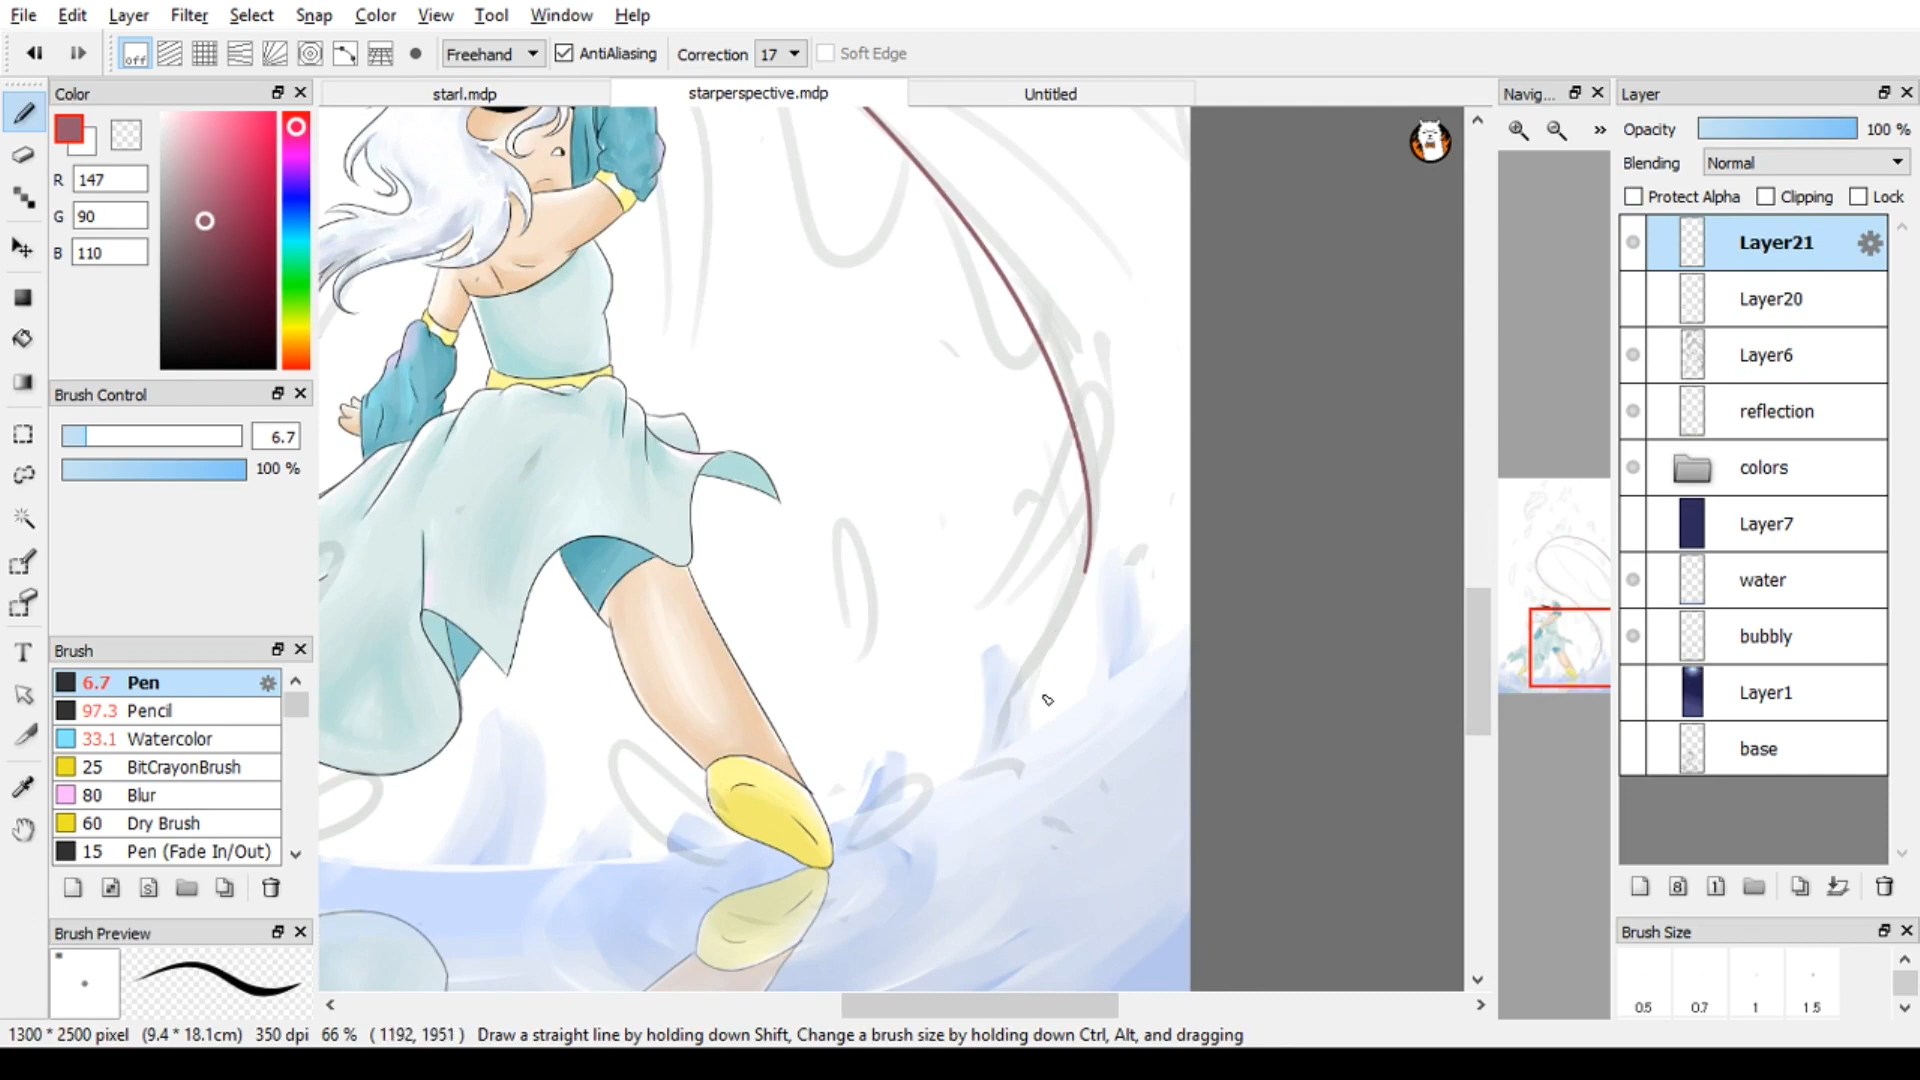 File Edit Layer Filter Select Snap Color View Tool Window Help
off Freehand AntiAliasing Correction 17 Soft Edge
Color
R 147
G 90
B 110
Brush Control
6.7
100 %
Brush
6.7 Pen
97.3 Pencil
33.1 Watercolor
25 BitCrayonBrush
80 Blur
60 Dry Brush
15 Pen (Fade In/Out)
Brush Preview
starl.mdp starperspective.mdp Untitled
Navig...
Layer
Opacity 100 %
Blending Normal
Protect Alpha Clipping Lock
Layer21
Layer20
Layer6
reflection
colors
Layer7
water
bubbly
Layer1
base
Brush Size
0.5 0.7 1 1.5
1300 * 2500 pixel (9.4 * 18.1cm) 350 dpi 66 % ( 1192, 1951 ) Draw a straight line by holding down Shift, Change a brush size by holding down Ctrl, Alt, and dragging